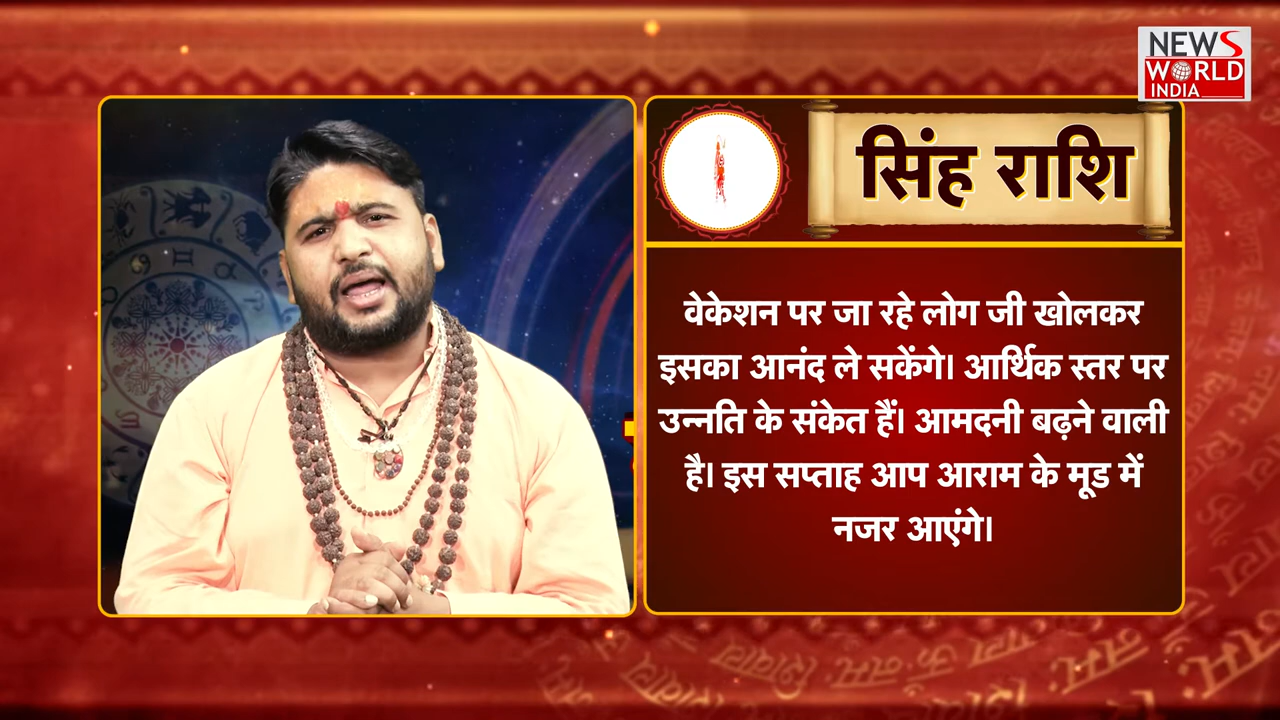 NEWS
WORLD
INDIA
सिंह राशि
वेकेशन पर जा रहे लोग जी खोलकर
इसका आनंद ले सकेंगे। आर्थिक स्तर पर
उन्नति के संकेत हैं। आमदनी बढ़ने वाली
है। इस सप्ताह आप आराम के मूड में
नजर आएंगे।